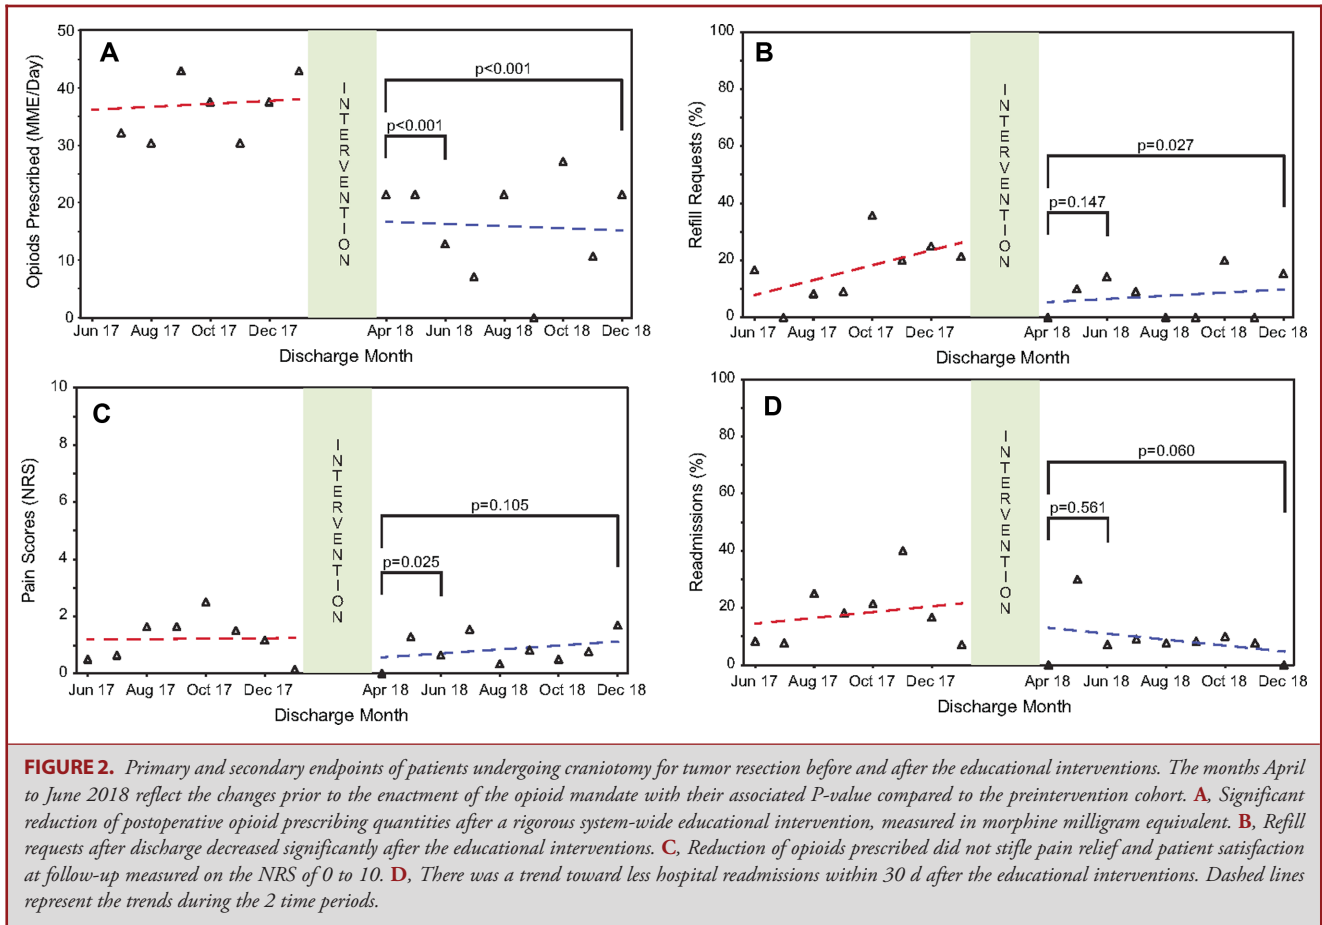 A
Opiods Prescribed (MME/Day)
50
40
30
20
10
0
INTERVENTION
p<0.001
p<0.001
Jun 17 Aug 17 Oct 17 Dec 17 Apr 18 Jun 18 Aug 18 Oct 18 Dec 18
Discharge Month
B
Refill Requests (%)
100
80
60
40
20
0
INTERVENTION
p=0.027
p=0.147
Jun 17 Aug 17 Oct 17 Dec 17 Apr 18 Jun 18 Aug 18 Oct 18 Dec 18
Discharge Month
C
Pain Scores (NRS)
10
8
6
4
2
0
INTERVENTION
p=0.105
p=0.025
Jun 17 Aug 17 Oct 17 Dec 17 Apr 18 Jun 18 Aug 18 Oct 18 Dec 18
Discharge Month
D
Readmissions (%)
100
80
60
40
20
0
INTERVENTION
p=0.060
p=0.561
Jun 17 Aug 17 Oct 17 Dec 17 Apr 18 Jun 18 Aug 18 Oct 18 Dec 18
Discharge Month
FIGURE 2. Primary and secondary endpoints of patients undergoing craniotomy for tumor resection before and after the educational interventions. The months April
to June 2018 reflect the changes prior to the enactment of the opioid mandate with their associated P-value compared to the preintervention cohort. A, Significant
reduction of postoperative opioid prescribing quantities after a rigorous system-wide educational intervention, measured in morphine milligram equivalent. B, Refill
requests after discharge decreased significantly after the educational interventions. C, Reduction of opioids prescribed did not stifle pain relief and patient satisfaction
at follow-up measured on the NRS of 0 to 10. D, There was a trend toward less hospital readmissions within 30 d after the educational interventions. Dashed lines
represent the trends during the 2 time periods.